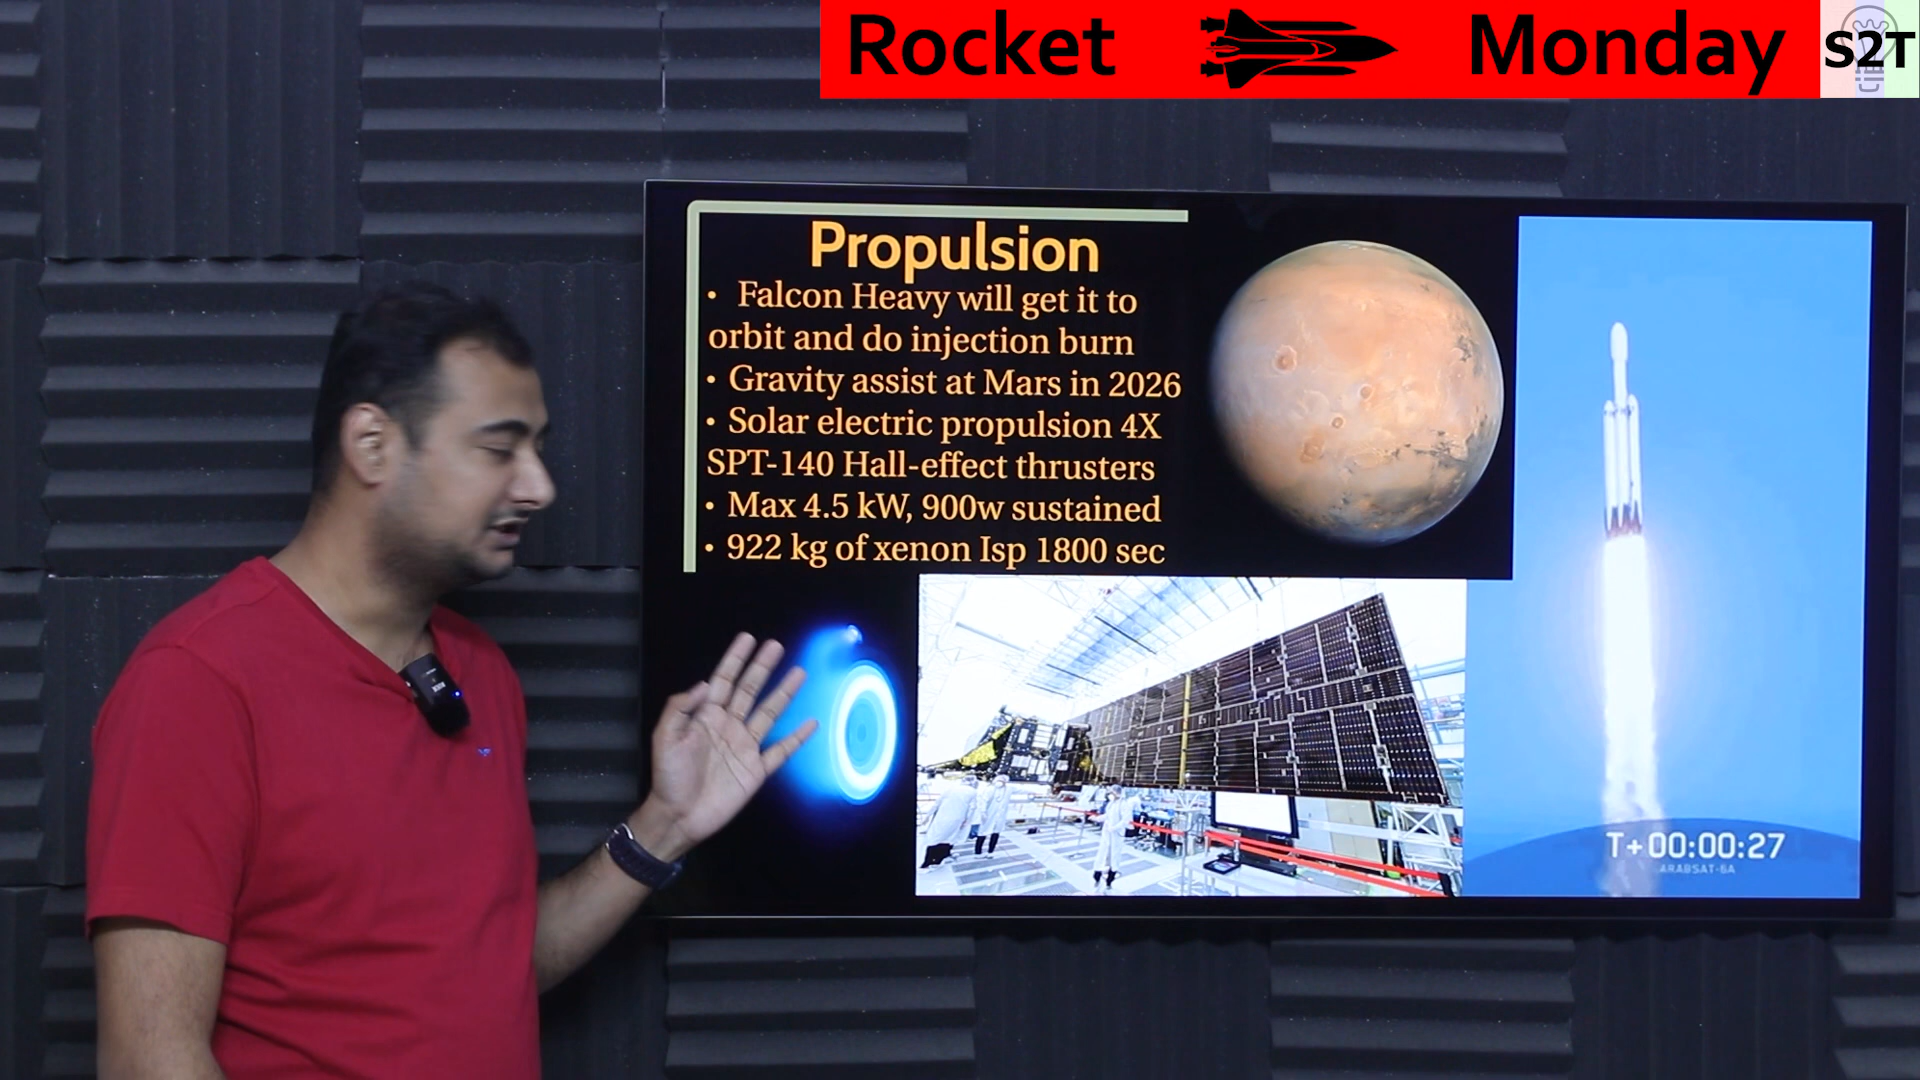 Rocket Monday S2T
Propulsion
• Falcon Heavy will get it to
orbit and do injection burn
• Gravity assist at Mars in 2026
• Solar electric propulsion 4X
SPT-140 Hall-effect thrusters
• Max 4.5 kW, 900w sustained
• 922 kg of xenon Isp 1800 sec
T+00:00:27
ARABSAT-6A